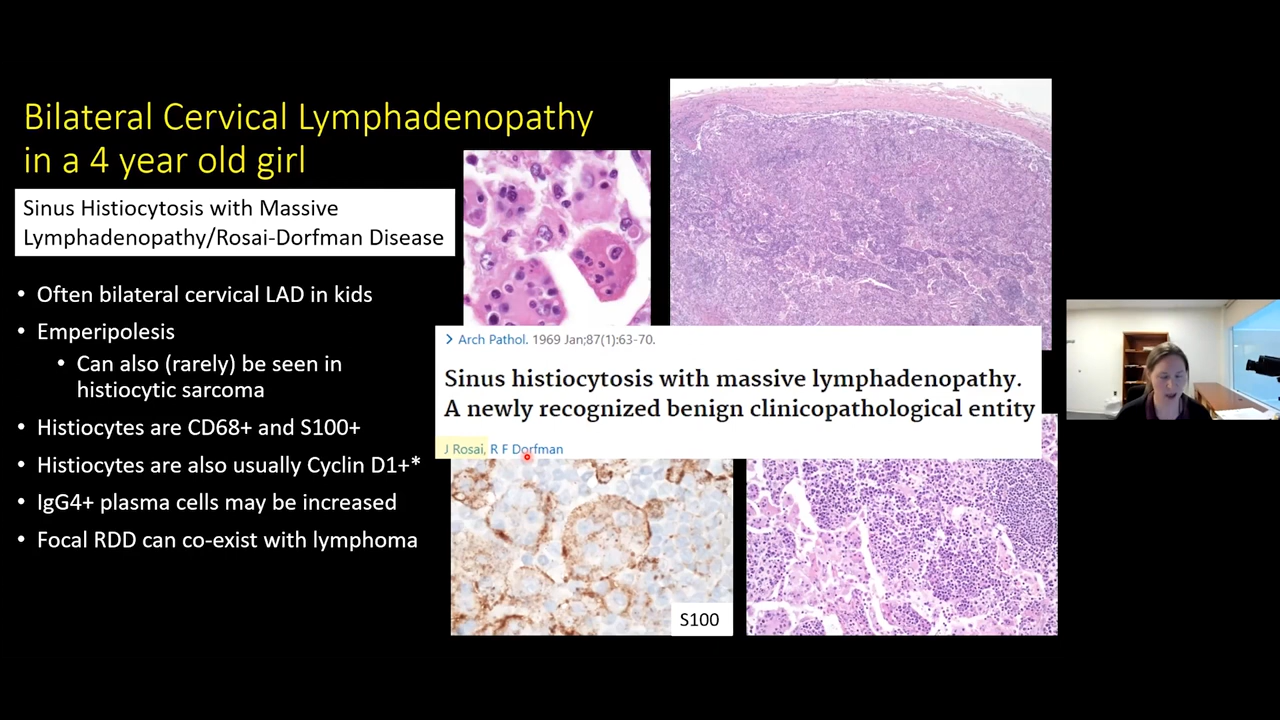 Bilateral Cervical Lymphadenopathy
in a 4 year old girl
Sinus Histiocytosis with Massive
Lymphadenopathy/Rosai-Dorfman Disease
• Often bilateral cervical LAD in kids
• Emperipolesis
• Can also (rarely) be seen in
histiocytic sarcoma
• Histiocytes are CD68+ and S100+
• Histiocytes are also usually Cyclin D1+*
• IgG4+ plasma cells may be increased
• Focal RDD can co-exist with lymphoma
> Arch Pathol. 1969 Jan;87(1):63-70.
Sinus histiocytosis with massive lymphadenopathy.
A newly recognized benign clinicopathological entity
J Rosai, R F Dorfman
S100